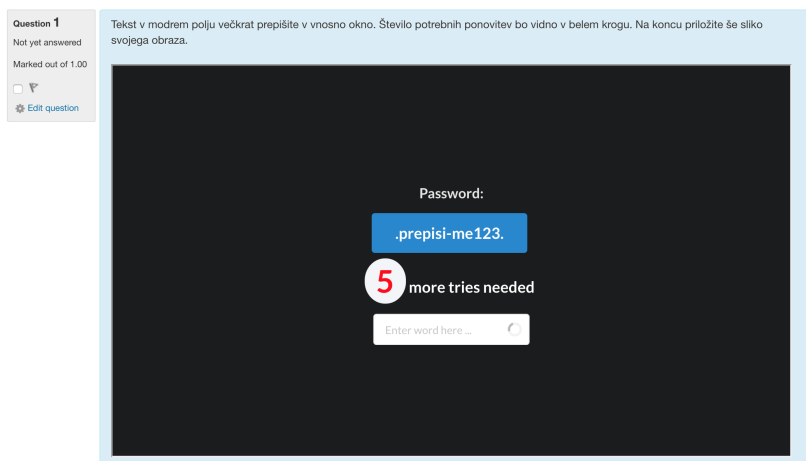 Question 1
Not yet answered
Marked out of 1.00
Edit question
Tekst v modrem polju večkrat prepišite v vnosno okno. Število potrebnih ponovitev bo vidno v belem krogu. Na koncu priložite še sliko
svojega obraza.
Password:
.prepisi-me123.
5 more tries needed
Enter word here ...